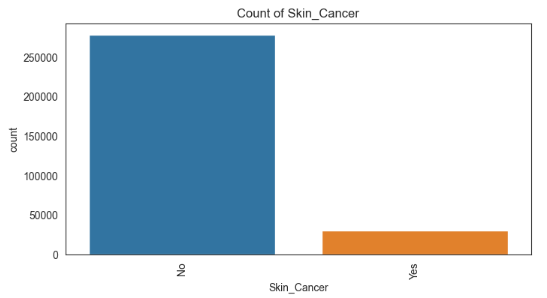 Count of Skin_Cancer
250000
200000
150000
100000
50000
0
count
No
Yes
Skin_Cancer